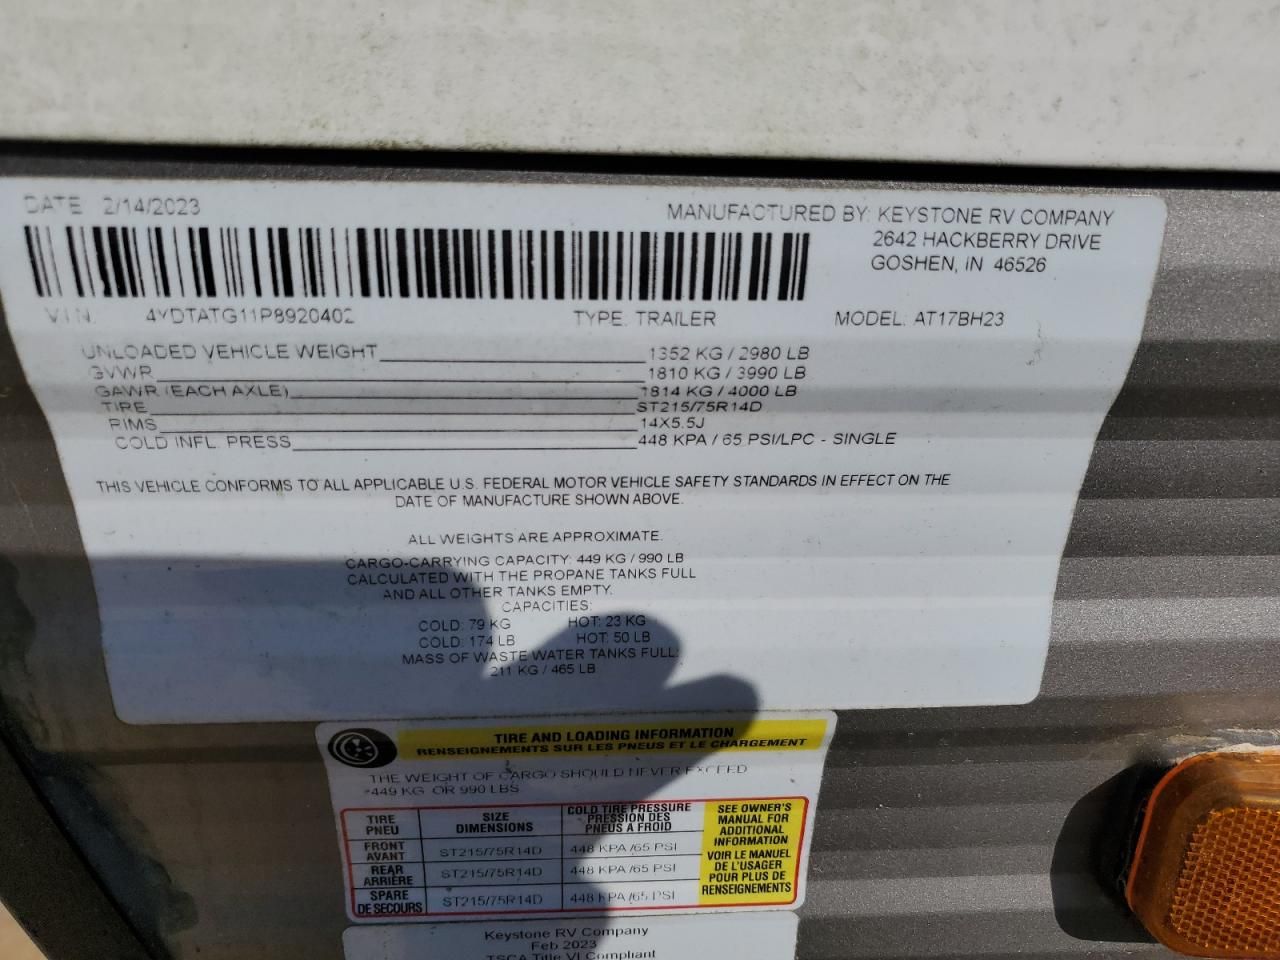 DATE 2/14/2023
MANUFACTURED BY: KEYSTONE RV COMPANY
2642 HACKBERRY DRIVE
GOSHEN, IN 46526
V.I.N. 4YDTATG11P8920402 TYPE. TRAILER MODEL: AT17BH23
UNLOADED VEHICLE WEIGHT 1352 KG / 2980 LB
GVWR 1810 KG / 3990 LB
GAWR (EACH AXLE) 1814 KG / 4000 LB
TIRE ST215/75R14D
RIMS 14X5.5J
COLD INFL. PRESS 448 KPA / 65 PSI/LPC - SINGLE
THIS VEHICLE CONFORMS TO ALL APPLICABLE U.S. FEDERAL MOTOR VEHICLE SAFETY STANDARDS IN EFFECT ON THE
DATE OF MANUFACTURE SHOWN ABOVE.
ALL WEIGHTS ARE APPROXIMATE.
CARGO-CARRYING CAPACITY: 449 KG / 990 LB
CALCULATED WITH THE PROPANE TANKS FULL
AND ALL OTHER TANKS EMPTY.
CAPACITIES:
COLD: 79 KG HOT: 23 KG
COLD: 174 LB HOT: 50 LB
MASS OF WASTE WATER TANKS FULL:
211 KG / 465 LB
TIRE AND LOADING INFORMATION
RENSEIGNEMENTS SUR LES PNEUS ET LE CHARGEMENT
THE WEIGHT OF CARGO SHOULD NEVER EXCEED
449 KG OR 990 LBS
TIRE
PNEU
SIZE
DIMENSIONS
COLD TIRE PRESSURE
PRESSION DES
PNEUS A FROID
FRONT
AVANT
ST215/75R14D
448 KPA /65 PSI
REAR
ARRIÈRE
ST215/75R14D
448 KPA /65 PSI
SPARE
DE SECOURS
ST215/75R14D
448 KPA /65 PSI
SEE OWNER'S
MANUAL FOR
ADDITIONAL
INFORMATION
VOIR LE MANUEL
DE L'USAGER
POUR PLUS DE
RENSEIGNEMENTS
Keystone RV Company
Feb 2023
TSCA Title VI Compliant